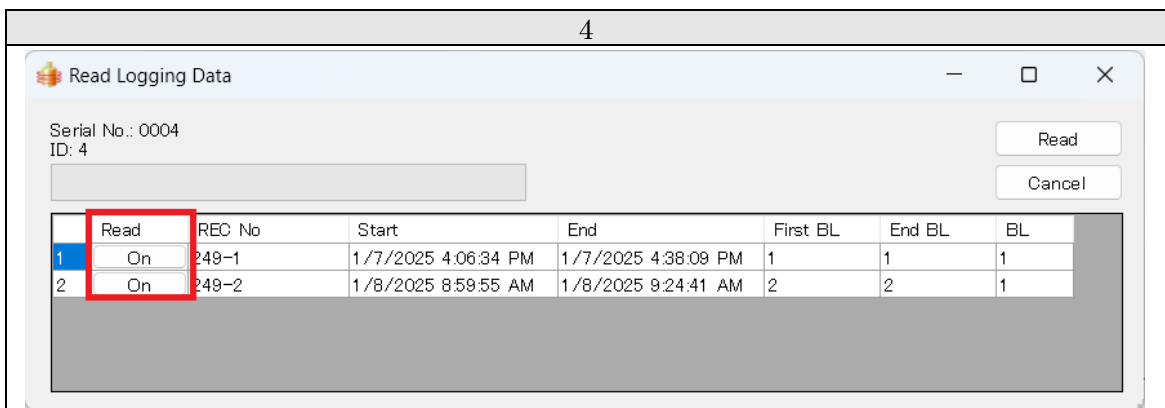 4
Read Logging Data
Serial No.: 0004
ID: 4
Read
Cancel
Read REC No Start End First BL End BL BL
1 On 249-1 1/7/2025 4:06:34 PM 1/7/2025 4:38:09 PM 1 1 1
2 On 249-2 1/8/2025 8:59:55 AM 1/8/2025 9:24:41 AM 2 2 1